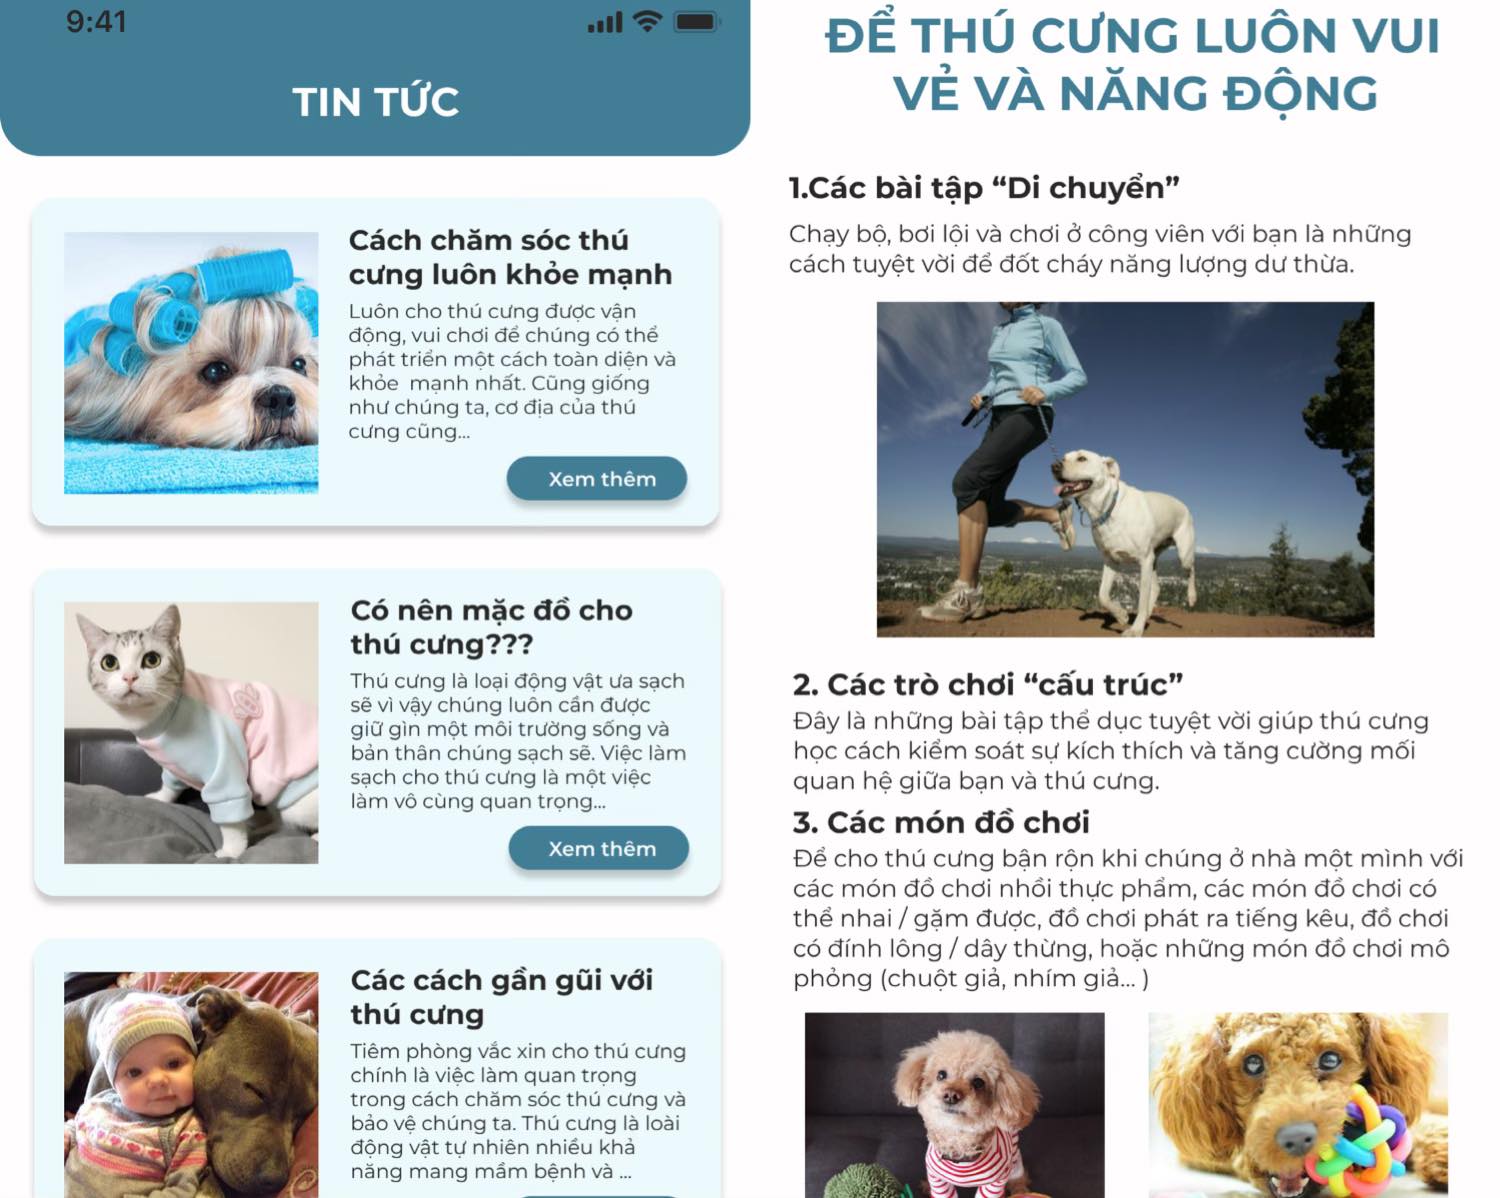 9:41
TIN TỨC
Cách chăm sóc thú
cưng luôn khỏe mạnh
Luôn cho thú cưng được vận
động, vui chơi để chúng có thể
phát triển một cách toàn diện và
khỏe  mạnh nhất. Cũng giống
như chúng ta, cơ địa của thú
cưng cũng...
Xem thêm
Có nên mặc đồ cho
thú cưng???
Thú cưng là loại động vật ưa sạch
sẽ vì vậy chúng luôn cần được
giữ gìn một môi trường sống và
bản thân chúng sạch sẽ. Việc làm
sạch cho thú cưng là một việc
làm vô cùng quan trọng...
Xem thêm
Các cách gần gũi với
thú cưng
Tiêm phòng vắc xin cho thú cưng
chính là việc làm quan trọng
trong cách chăm sóc thú cưng và
bảo vệ chúng ta. Thú cưng là loài
động vật tự nhiên nhiều khả
năng mang mầm bệnh và ...
ĐỂ THÚ CƯNG LUÔN VUI
VẺ VÀ NĂNG ĐỘNG
1.Các bài tập “Di chuyển”
Chạy bộ, bơi lội và chơi ở công viên với bạn là những
cách tuyệt vời để đốt cháy năng lượng dư thừa.
2. Các trò chơi “cấu trúc”
Đây là những bài tập thể dục tuyệt vời giúp thú cưng
học cách kiểm soát sự kích thích và tăng cường mối
quan hệ giữa bạn và thú cưng.
3. Các món đồ chơi
Để cho thú cưng bận rộn khi chúng ở nhà một mình với
các món đồ chơi nhồi thực phẩm, các món đồ chơi có
thể nhai / gặm được, đồ chơi phát ra tiếng kêu, đồ chơi
có đính lông / dây thừng, hoặc những món đồ chơi mô
phỏng (chuột giả, nhím giả... )